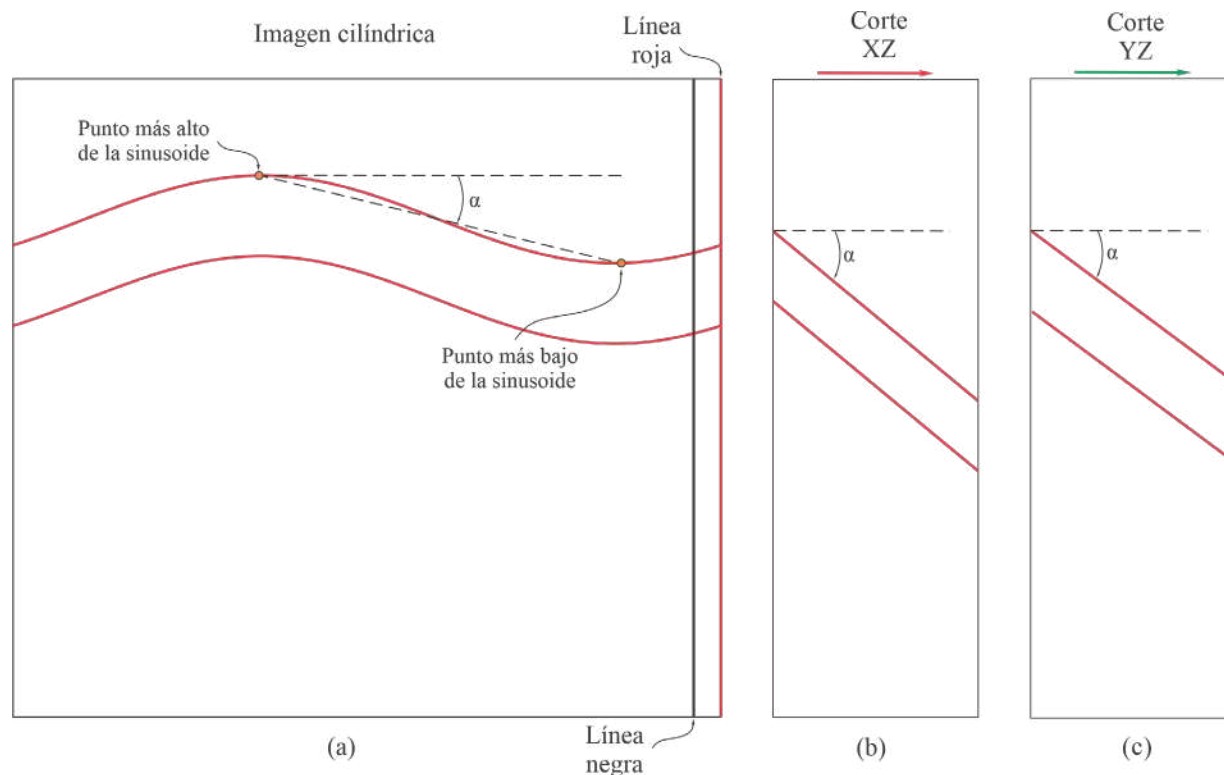 Imagen cilíndrica
Línea
roja
Corte
XZ
Corte
YZ
Punto más alto
de la sinusoide
α
α
α
Punto más bajo
de la sinusoide
(a)
Línea
negra
(b)
(c)